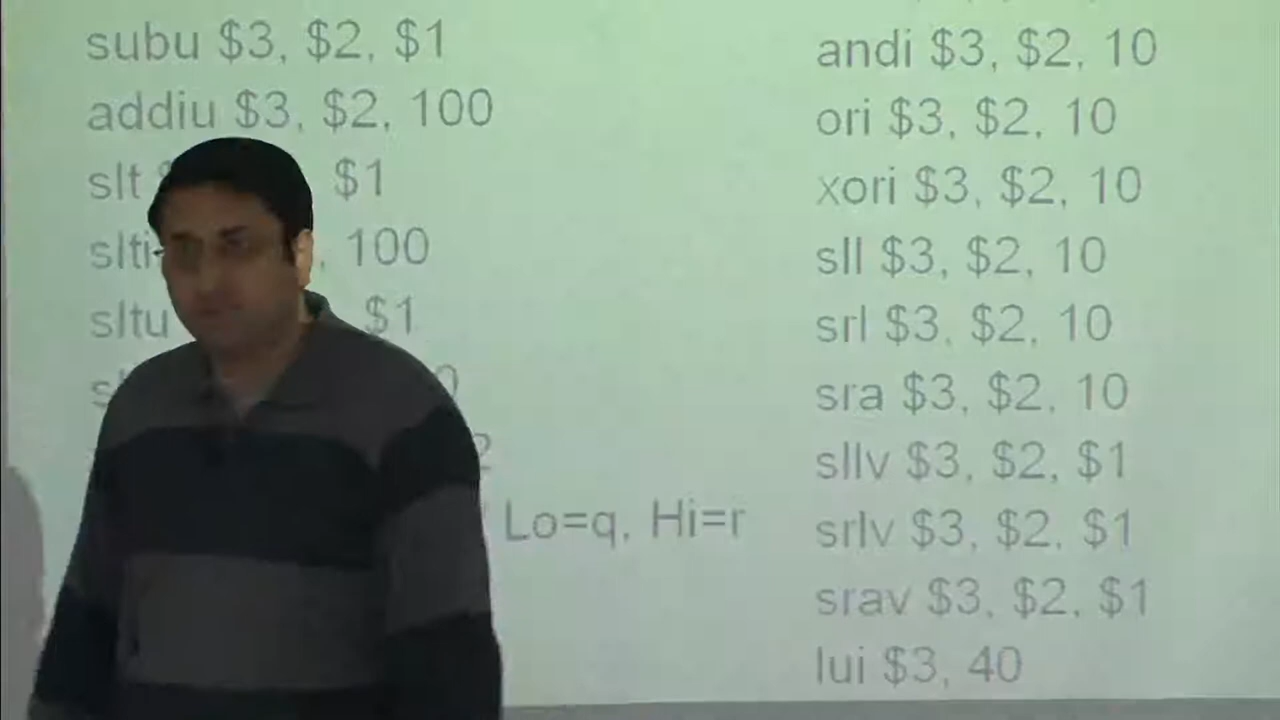 subu $3, $2, $1
addiu $3, $2, 100
slt $1
slti , 100
sltu $1
Lo=q, Hi=r
andi $3, $2, 10
ori $3, $2, 10
xori $3, $2, 10
sll $3, $2, 10
srl $3, $2, 10
sra $3, $2, 10
sllv $3, $2, $1
srlv $3, $2, $1
srav $3, $2, $1
lui $3, 40